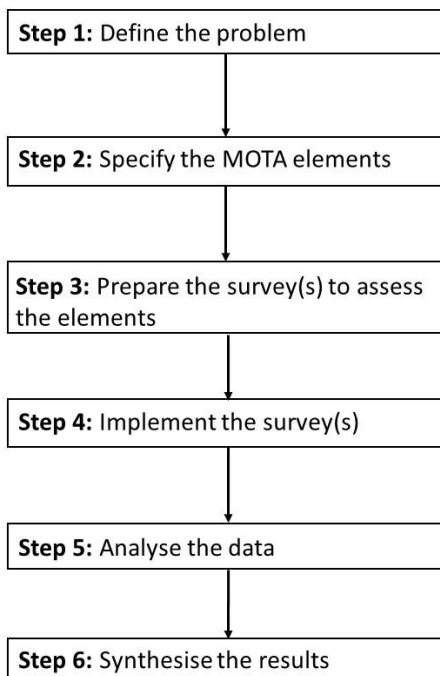 Step 1: Define the problem
Step 2: Specify the MOTA elements
Step 3: Prepare the survey(s) to assess
the elements
Step 4: Implement the survey(s)
Step 5: Analyse the data
Step 6: Synthesise the results